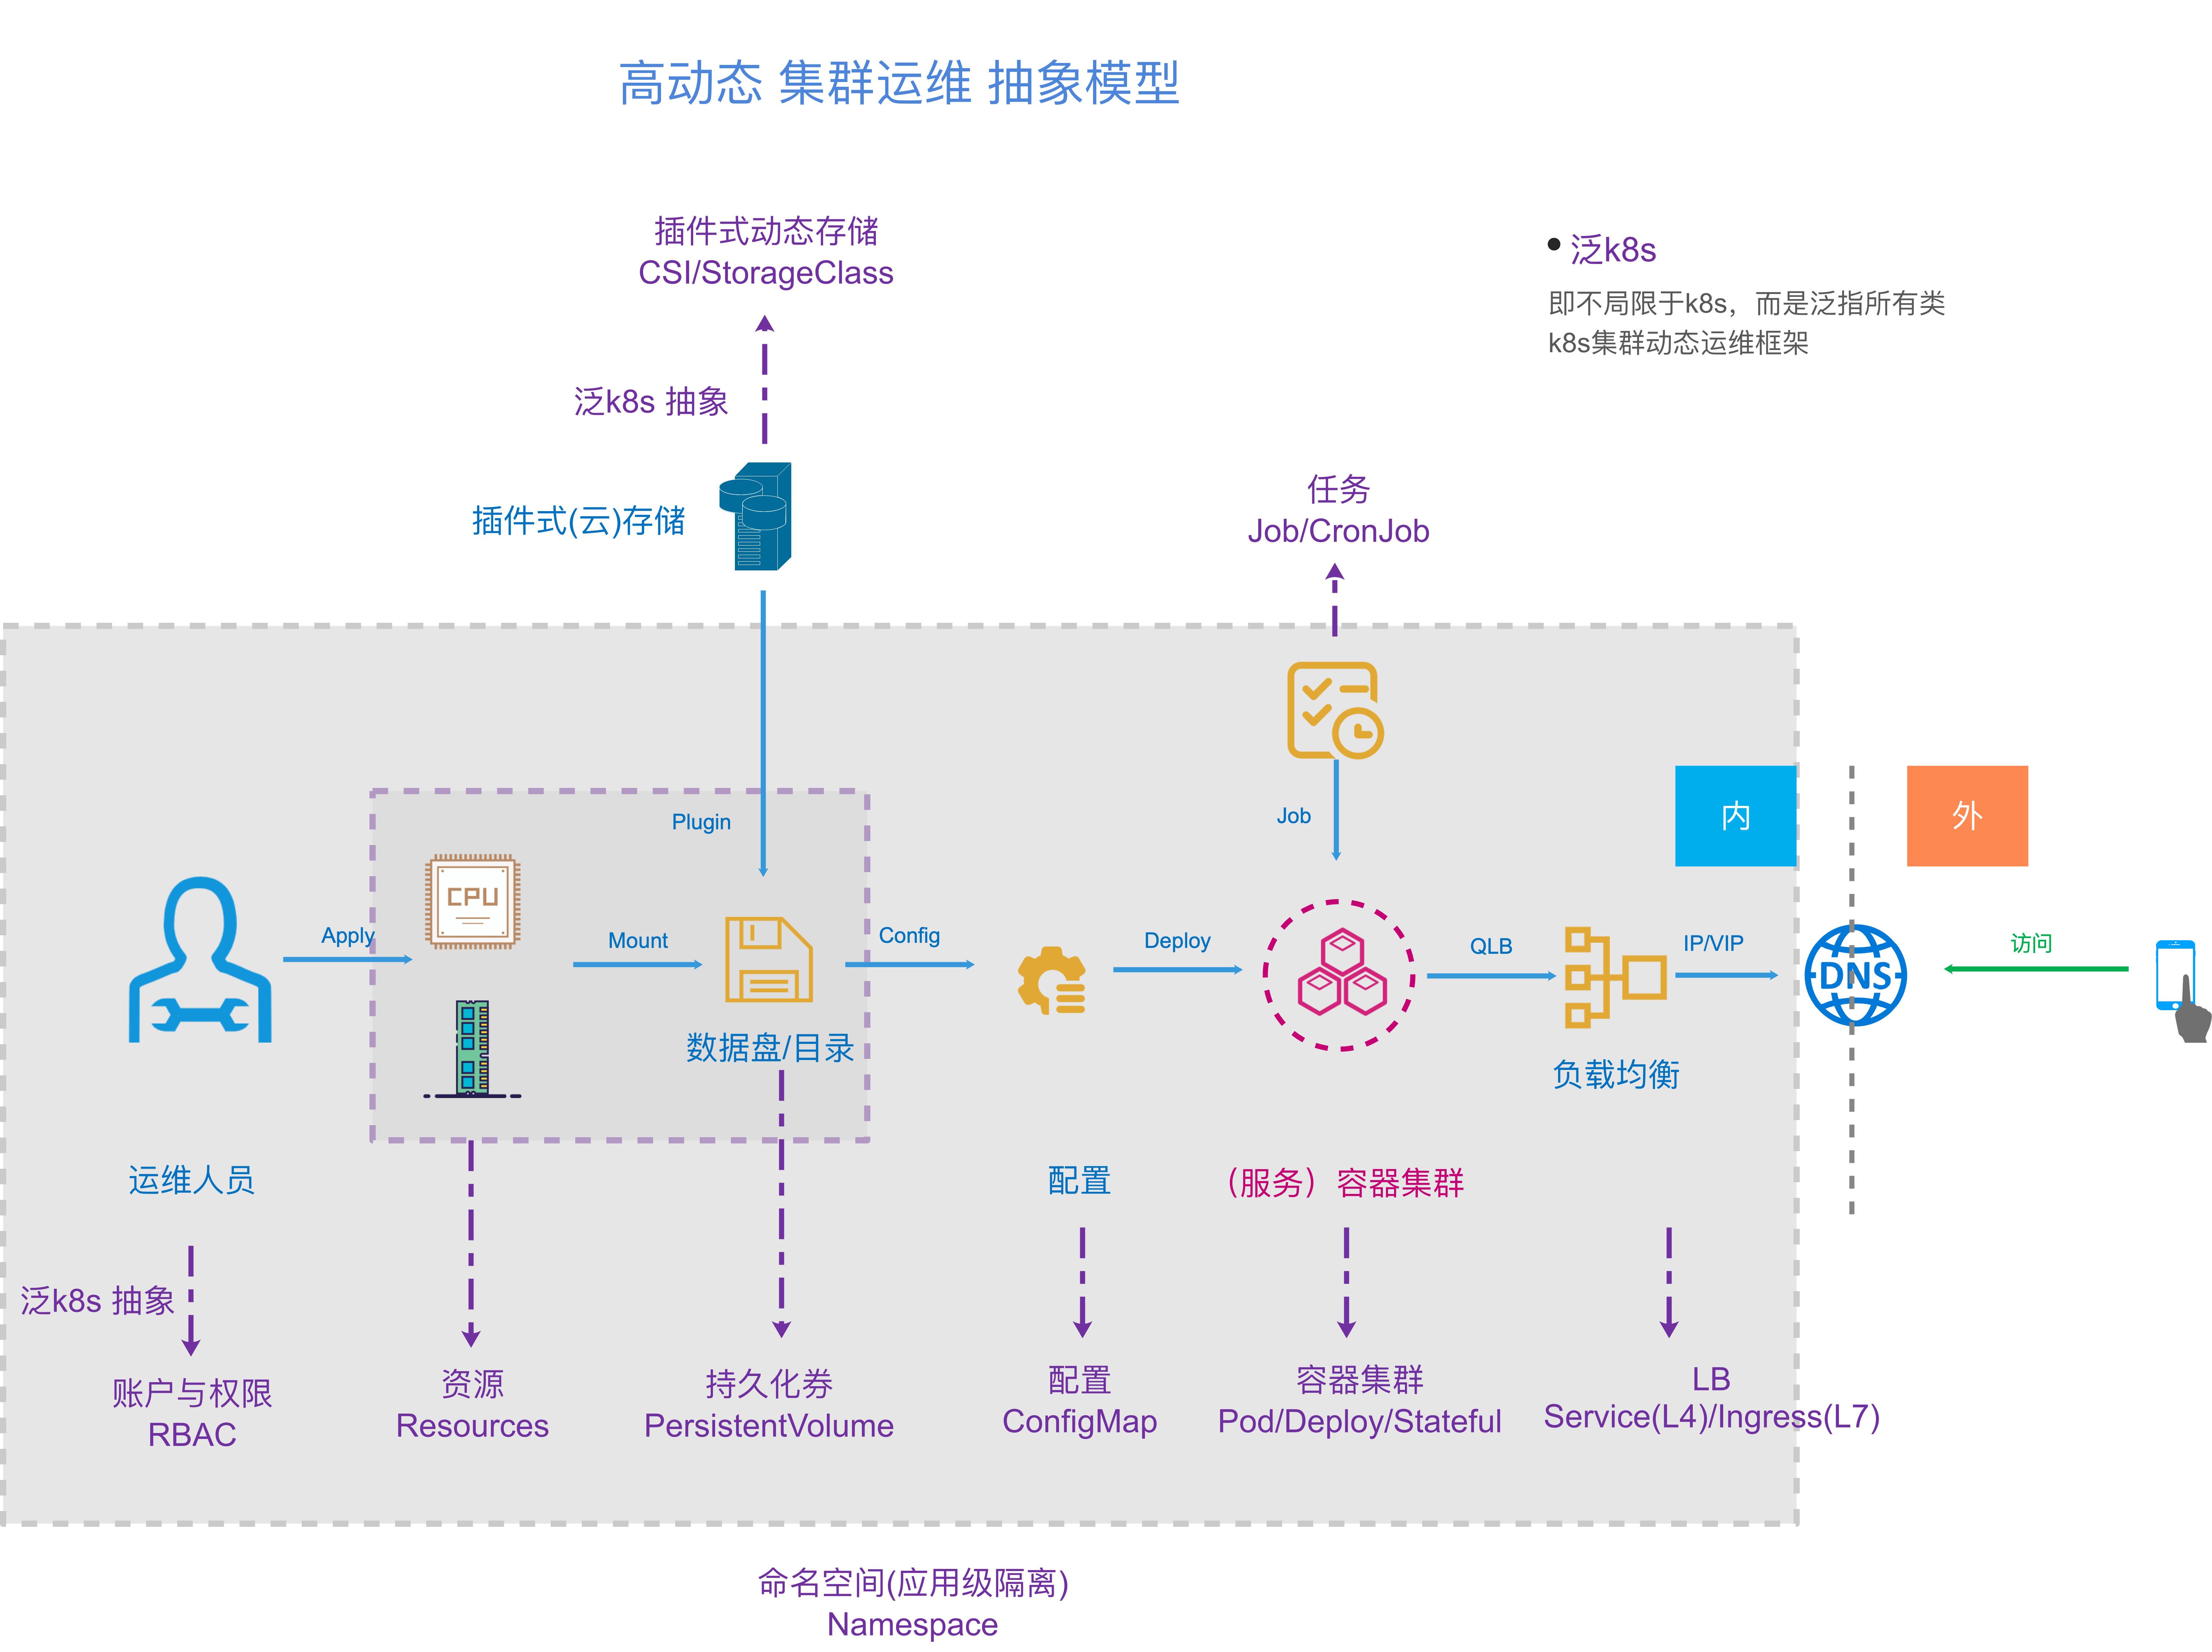 高动态 集群运维 抽象模型
插件式动态存储
CSI/StorageClass
• 泛k8s
即不局限于k8s，而是泛指所有类
k8s集群动态运维框架
泛k8s 抽象
插件式(云)存储
任务
Job/CronJob
Plugin
Job
内
外
CPU
Apply
Mount
Config
Deploy
QLB
IP/VIP
DNS
访问
数据盘/目录
负载均衡
运维人员
配置
（服务）容器集群
泛k8s 抽象
账户与权限
RBAC
资源
Resources
持久化券
PersistentVolume
配置
ConfigMap
容器集群
Pod/Deploy/Stateful
LB
Service(L4)/Ingress(L7)
命名空间(应用级隔离)
Namespace